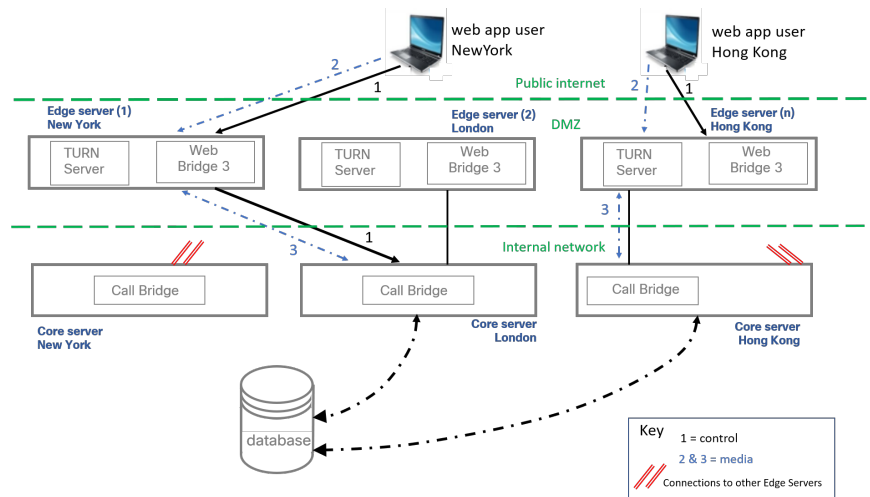 web app user
NewYork
web app user
Hong Kong
2
1
Public internet
2
1
Edge server (1)
New York
Edge server (2)
London
DMZ
Edge server (n)
Hong Kong
TURN
Server
Web
Bridge 3
TURN
Server
Web
Bridge 3
TURN
Server
Web
Bridge 3
3
1
3
Internal network
Call Bridge
Call Bridge
Call Bridge
Core server
New York
Core server
London
Core server
Hong Kong
database
Key
1 = control
2 & 3 = media
Connections to other Edge Servers